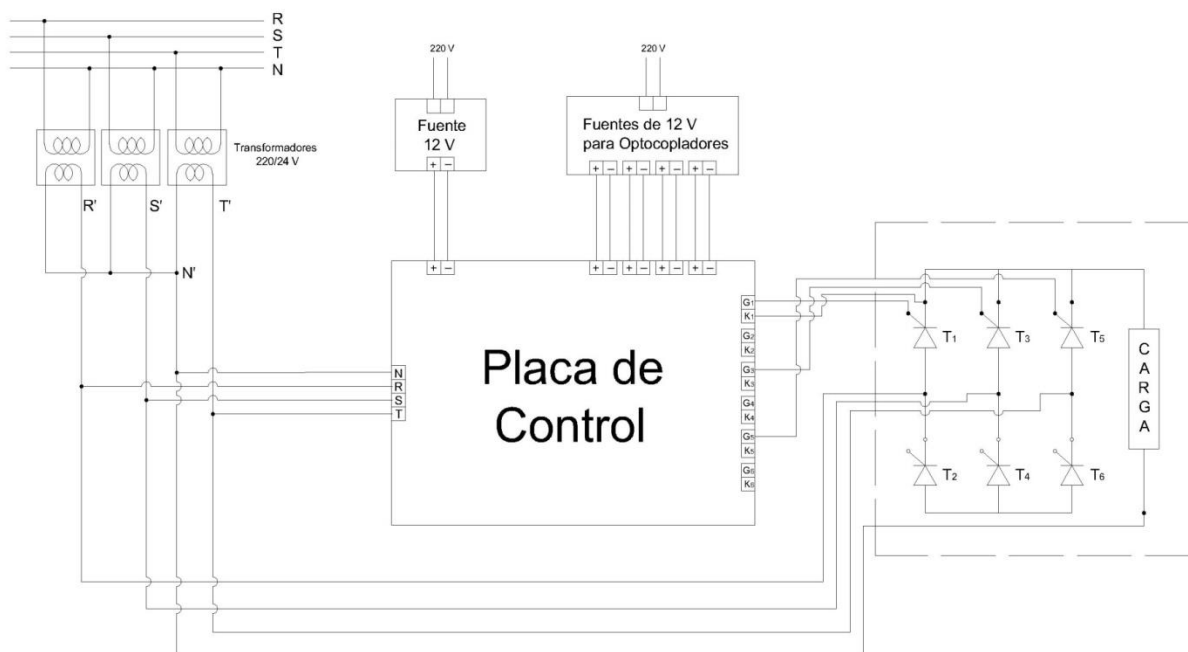 R
S
T
N
Transformadores
220/24 V
R'
S'
T'
N'
220 V
Fuente
12 V
+ –
220 V
Fuentes de 12 V
para Optocopladores
+ – + – + – + –
+ –
+ – + – + – + –
N
R
S
T
Placa de
Control
G1
K1
G2
K2
G3
K3
G4
K4
G5
K5
G6
K6
T1
T3
T5
T2
T4
T6
CARGA